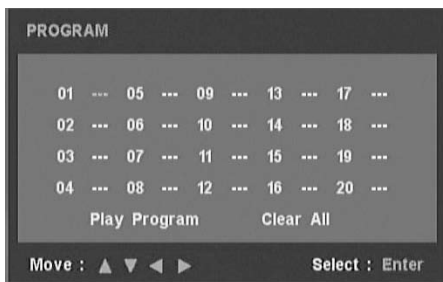 PROGRAM
01 --- 05 --- 09 --- 13 --- 17 ---
02 --- 06 --- 10 --- 14 --- 18 ---
03 --- 07 --- 11 --- 15 --- 19 ---
04 --- 08 --- 12 --- 16 --- 20 ---
Play Program Clear All
Move : ▲ ▼ ◀ ▶ Select : Enter